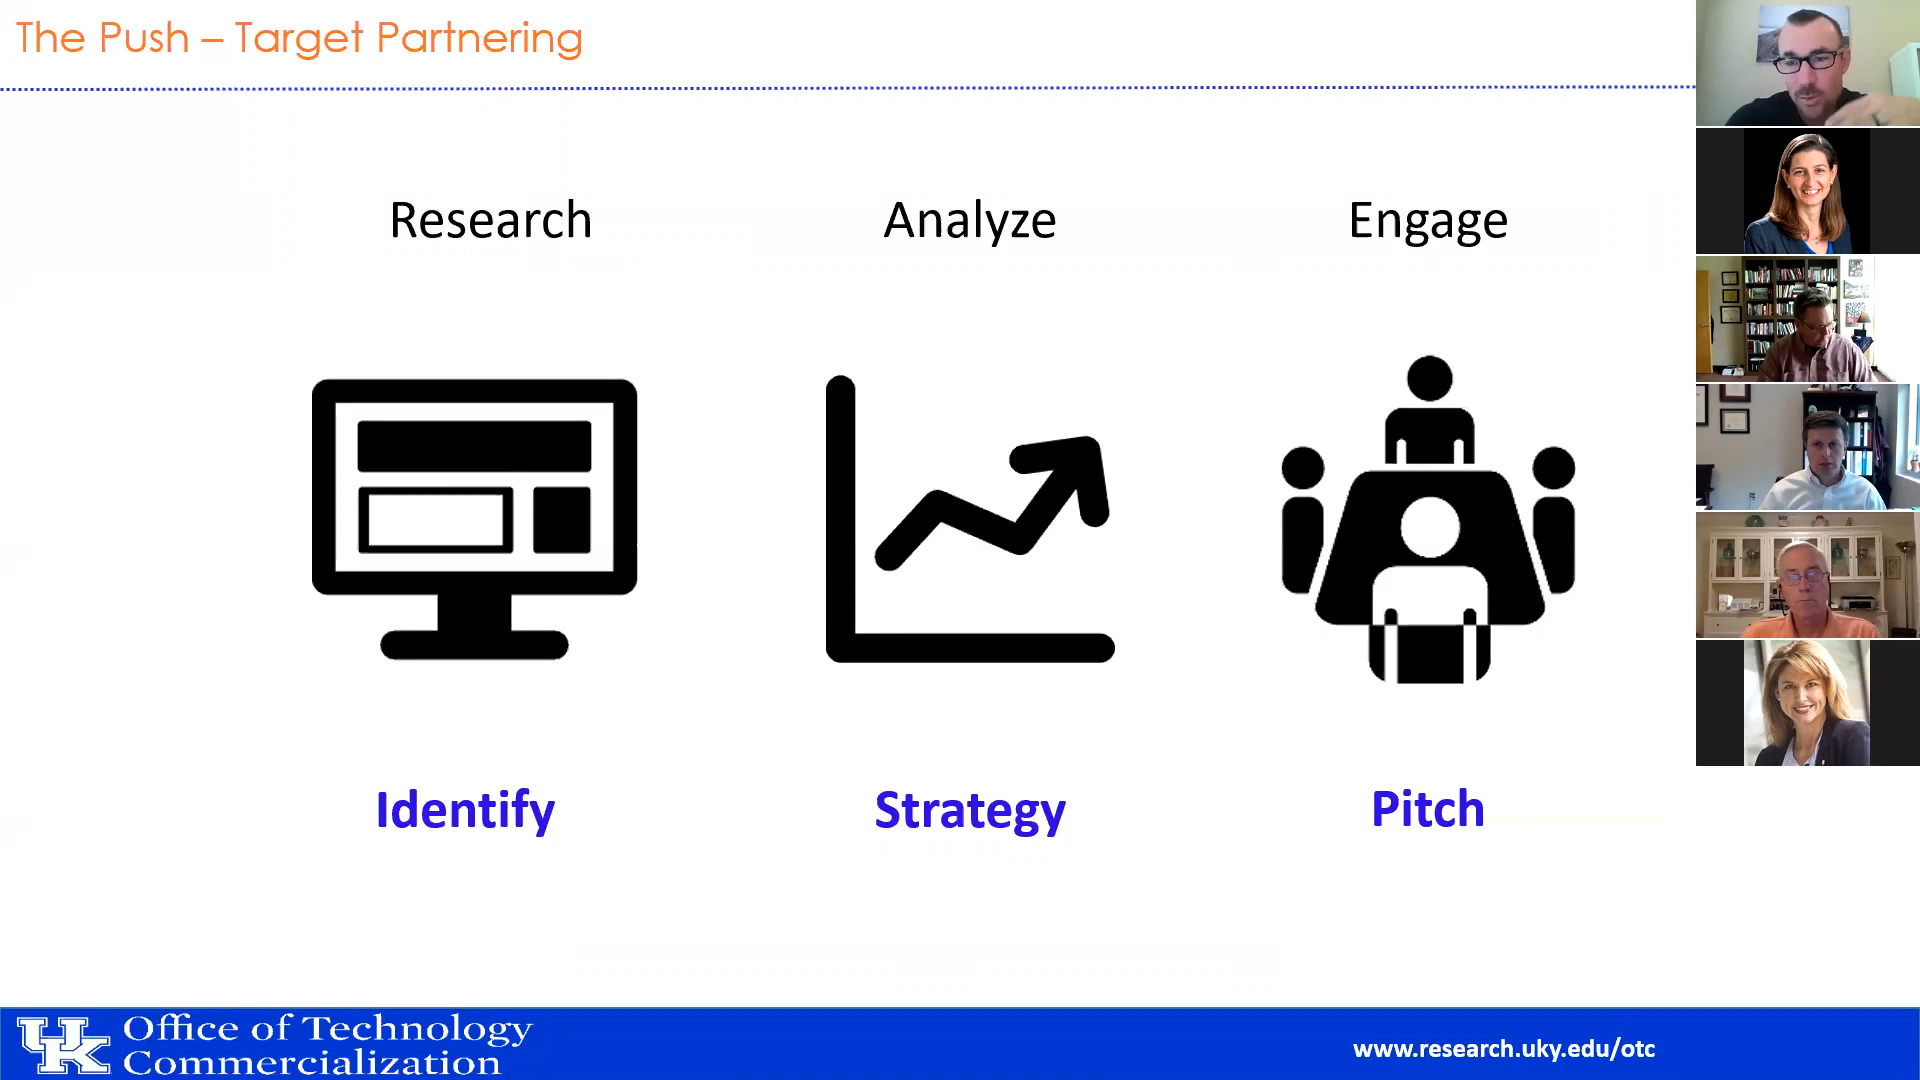 The Push – Target Partnering
Research
Analyze
Engage
Identify
Strategy
Pitch
UK
Office of Technology
Commercialization
www.research.uky.edu/otc